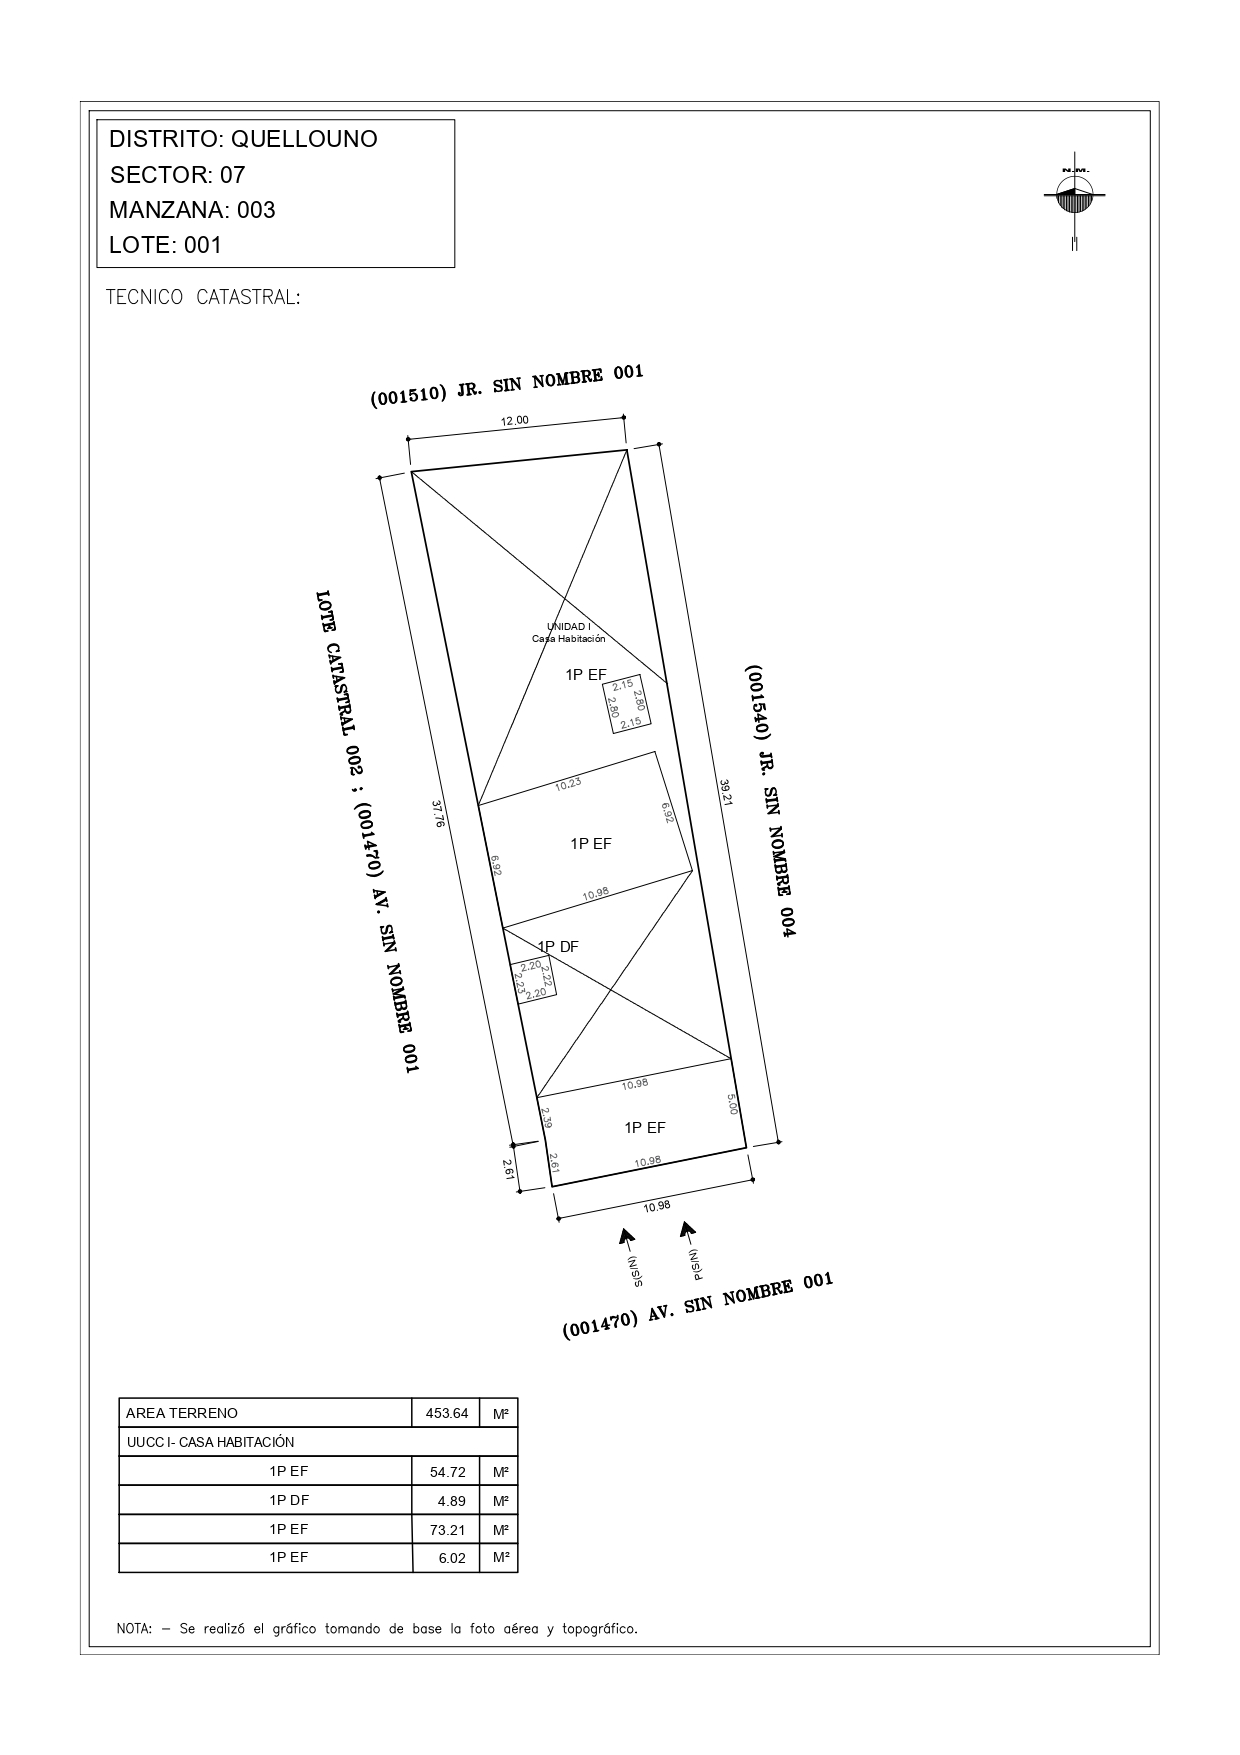 DISTRITO: QUELLOUNO
SECTOR: 07
MANZANA: 003
LOTE: 001
N.M.
TECNICO CATASTRAL:
(001510) JR. SIN NOMBRE 001
12.00
LOTE CATASTRAL 002 ; (001470) AV. SIN NOMBRE 001
37.76
UNIDAD I
Casa Habitación
1P EF
2.15
2.80
2.80
2.15
(001540) JR. SIN NOMBRE 004
39.21
10.23
6.92
1P EF
6.92
10.98
1P DF
2.20
2.22
2.23
2.20
10.98
2.39
5.00
1P EF
2.61
2.61
10.98
10.98
S(S/N)
P(S/N)
(001470) AV. SIN NOMBRE 001
AREA TERRENO 453.64 M²
UUCC I- CASA HABITACIÓN
1P EF 54.72 M²
1P DF 4.89 M²
1P EF 73.21 M²
1P EF 6.02 M²
NOTA: – Se realizó el gráfico tomando de base la foto aérea y topográfico.